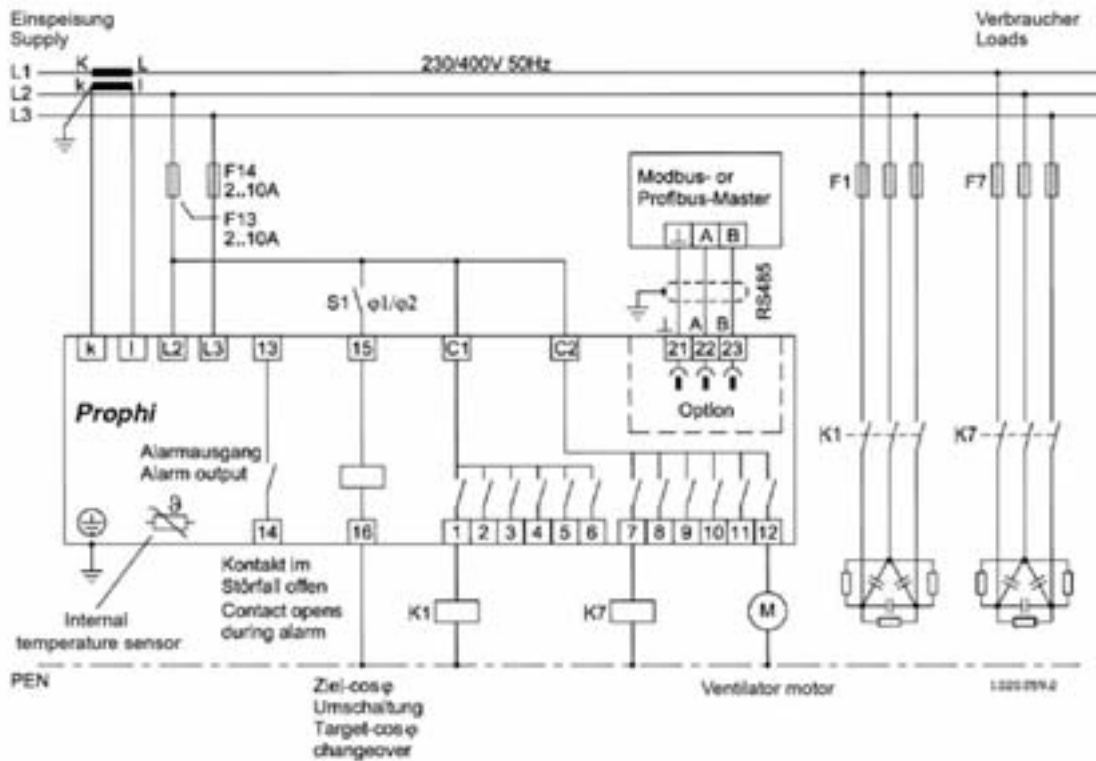 Einspeisung
Supply
Verbraucher
Loads
K L
L1
230/400V 50Hz
k l
L2
L3
F14
2..10A
F13
2..10A
Modbus- or
Profibus-Master
⊥ A B
F1
F7
RS485
S1 φ1/φ2
⊥ A B
k l L2 L3 13 15 C1 C2 21 22 23
Prophi
Option
Alarmausgang
Alarm output
K1
K7
ϑ
14 16 1 2 3 4 5 6 7 8 9 10 11 12
Kontakt im
Störfall offen
Contact opens
during alarm
K1
K7
M
Internal
temperature sensor
PEN
Ziel-cosφ
Umschaltung
Target-cosφ
changeover
Ventilator motor